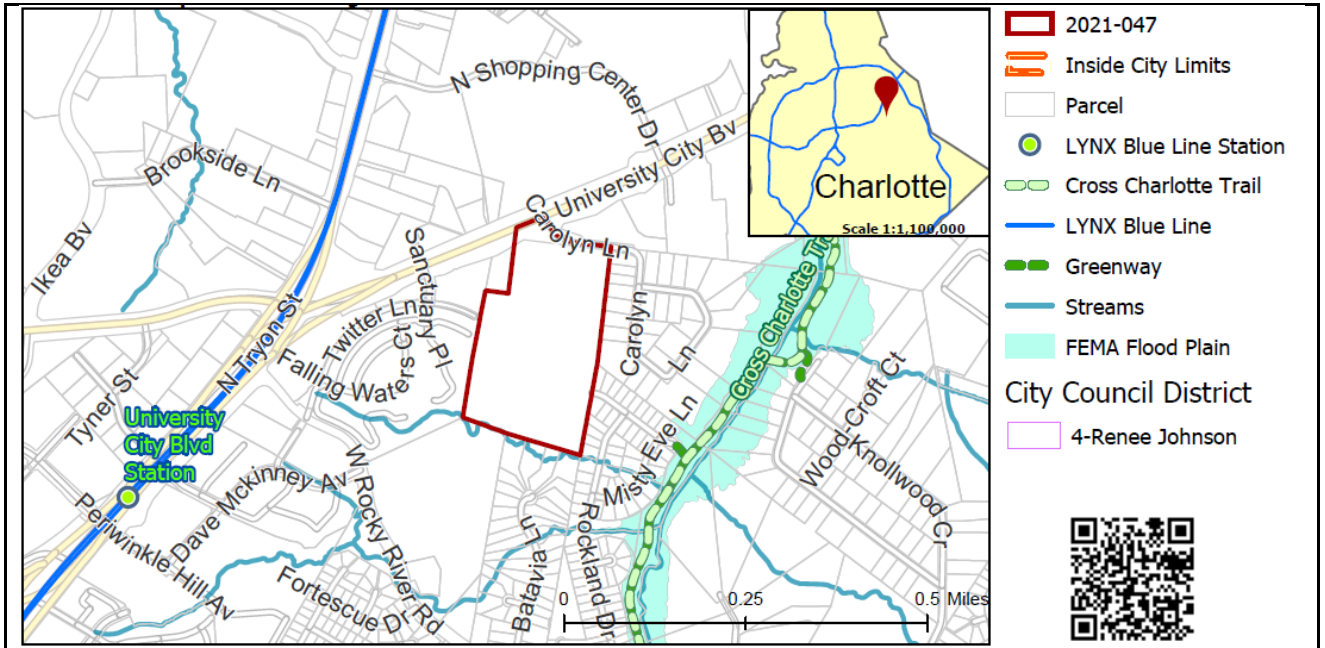 N Shopping Center Dr
University City Bv
Brookside Ln
Ikea Bv
Carolyn Ln
Sanctuary Pl
Twitter Ln
Falling Waters Ct
N Tryon St
Tyner St
University
City Blvd
Station
Periwinkle Hill Av
Dave Mckinney Av
W Rocky River Rd
Fortescue Dr
Batavia Ln
Rockland Dr
Misty Eve Ln
Carolyn Ln
Cross Charlotte Tr
Wood-Croft Ct
Knollwood Cr
0 0.25 0.5 Miles
Charlotte
Scale 1:1,100,000
2021-047
Inside City Limits
Parcel
LYNX Blue Line Station
Cross Charlotte Trail
LYNX Blue Line
Greenway
Streams
FEMA Flood Plain
City Council District
4-Renee Johnson